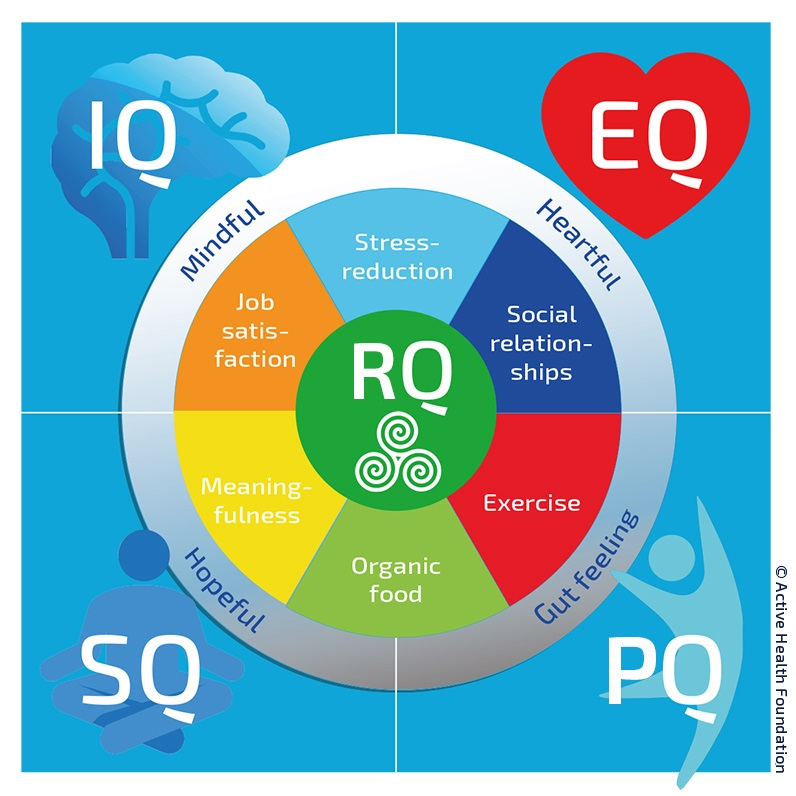 IQ
EQ
Mindful
Heartful
Stress-
reduction
Job
satis-
faction
Social
relation-
ships
RQ
Meaning-
fulness
Exercise
Organic
food
Hopeful
Gut feeling
SQ
PQ
© Active Health Foundation